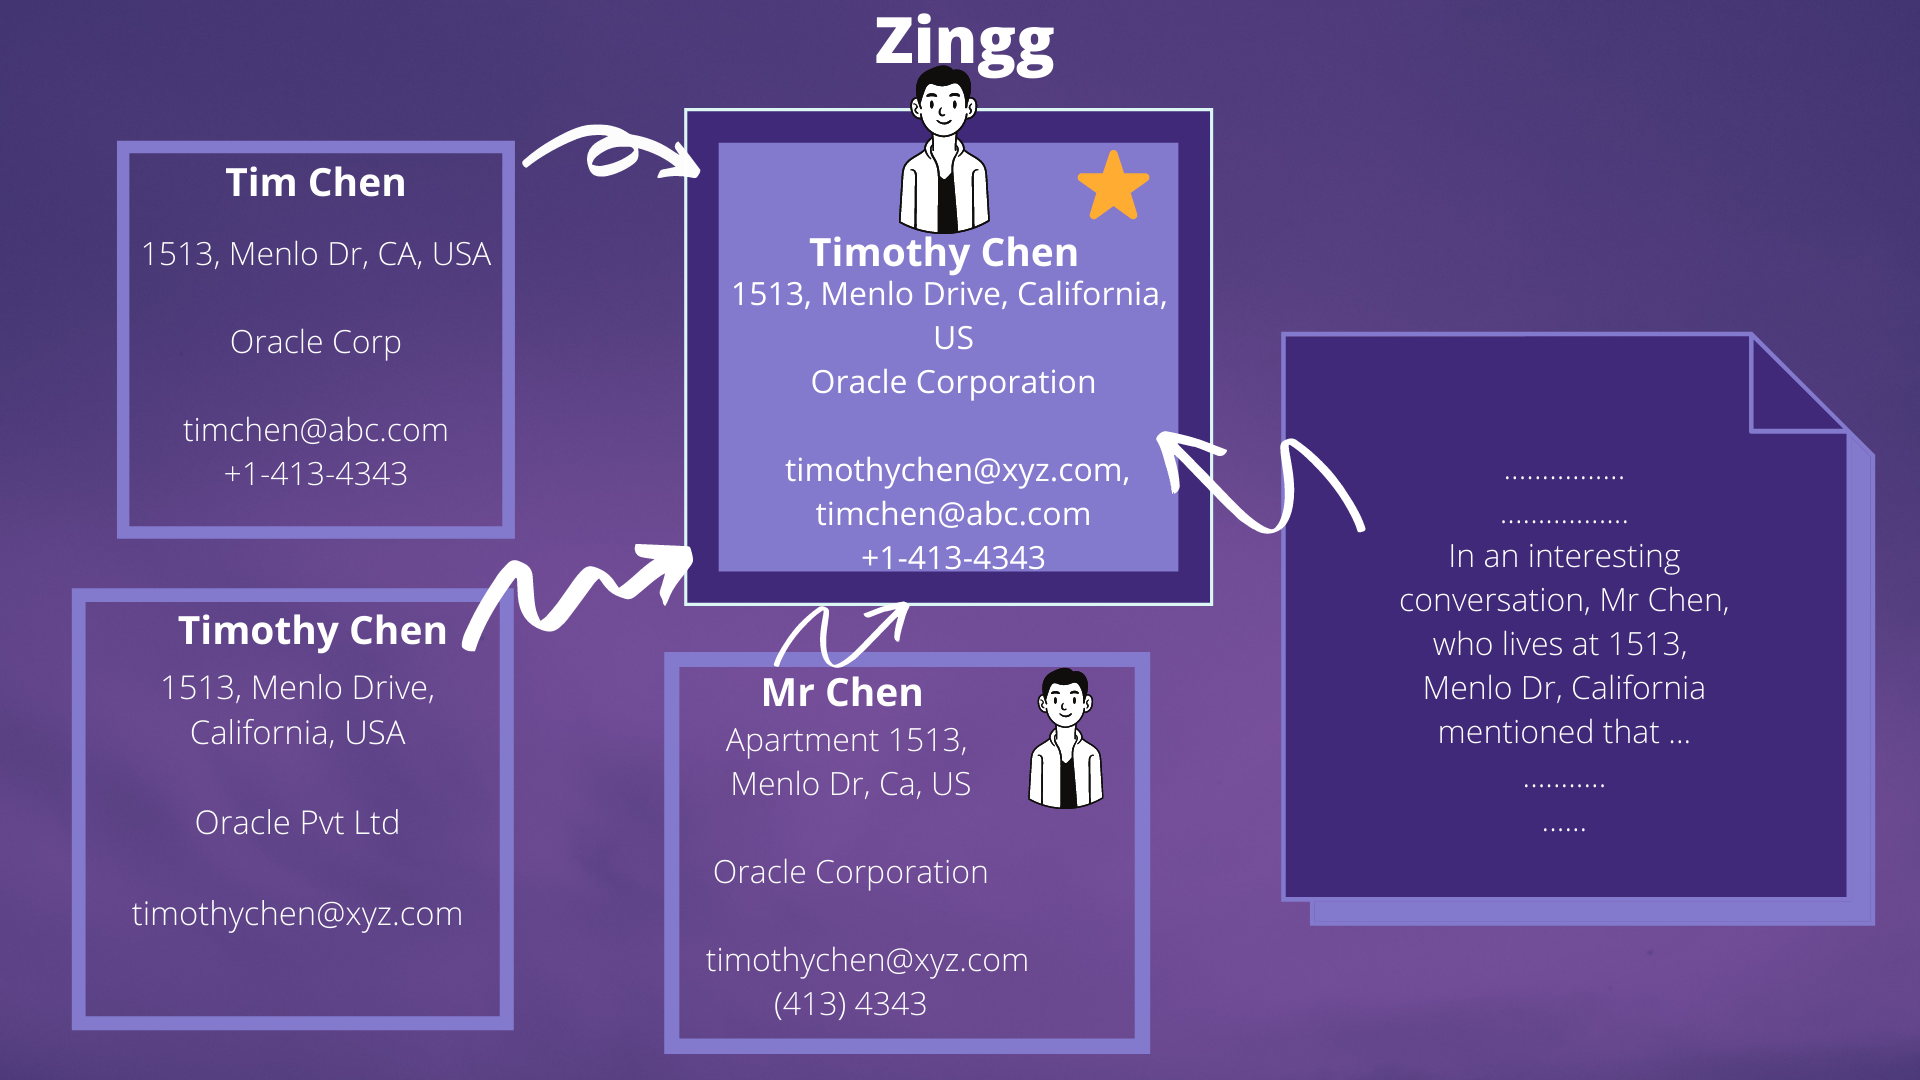 Zingg
Tim Chen
1513, Menlo Dr, CA, USA
Oracle Corp
timchen@abc.com
+1-413-4343
Timothy Chen
1513, Menlo Drive, California,
US
Oracle Corporation
timothychen@xyz.com,
timchen@abc.com
+1-413-4343
Timothy Chen
1513, Menlo Drive,
California, USA
Oracle Pvt Ltd
timothychen@xyz.com
Mr Chen
Apartment 1513,
Menlo Dr, Ca, US
Oracle Corporation
timothychen@xyz.com
(413) 4343
................
.................
In an interesting
conversation, Mr Chen,
who lives at 1513,
Menlo Dr, California
mentioned that ...
...........
......